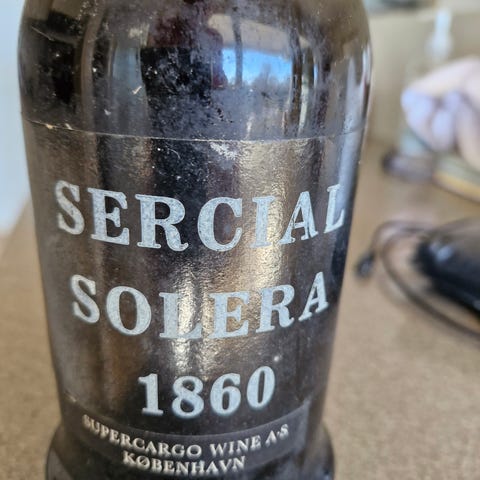 SERCIAL
SOLERA
1860
SUPERCARGO WINE A·S
KØBENHAVN